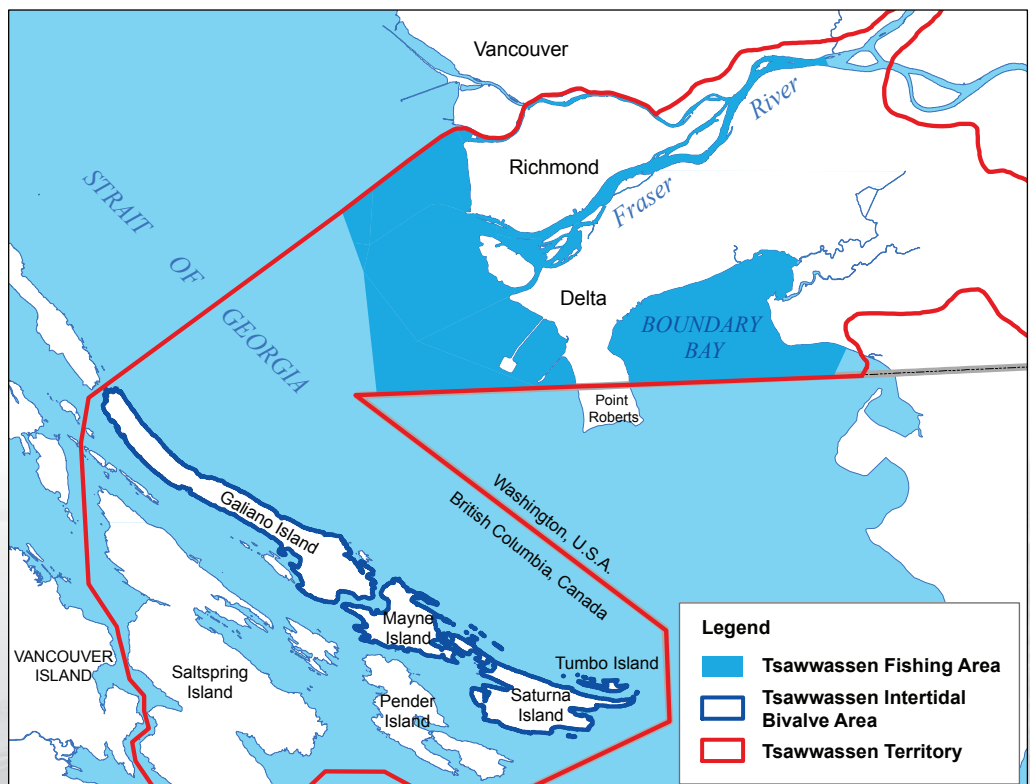 Vancouver
River
Richmond
Fraser
STRAIT
OF
GEORGIA
Delta
BOUNDARY
BAY
Point
Roberts
Washington, U.S.A.
British Columbia, Canada
Galiano Island
Mayne
Island
VANCOUVER
ISLAND
Saltspring
Island
Pender
Island
Tumbo Island
Saturna
Island
Legend
Tsawwassen Fishing Area
Tsawwassen Intertidal
Bivalve Area
Tsawwassen Territory